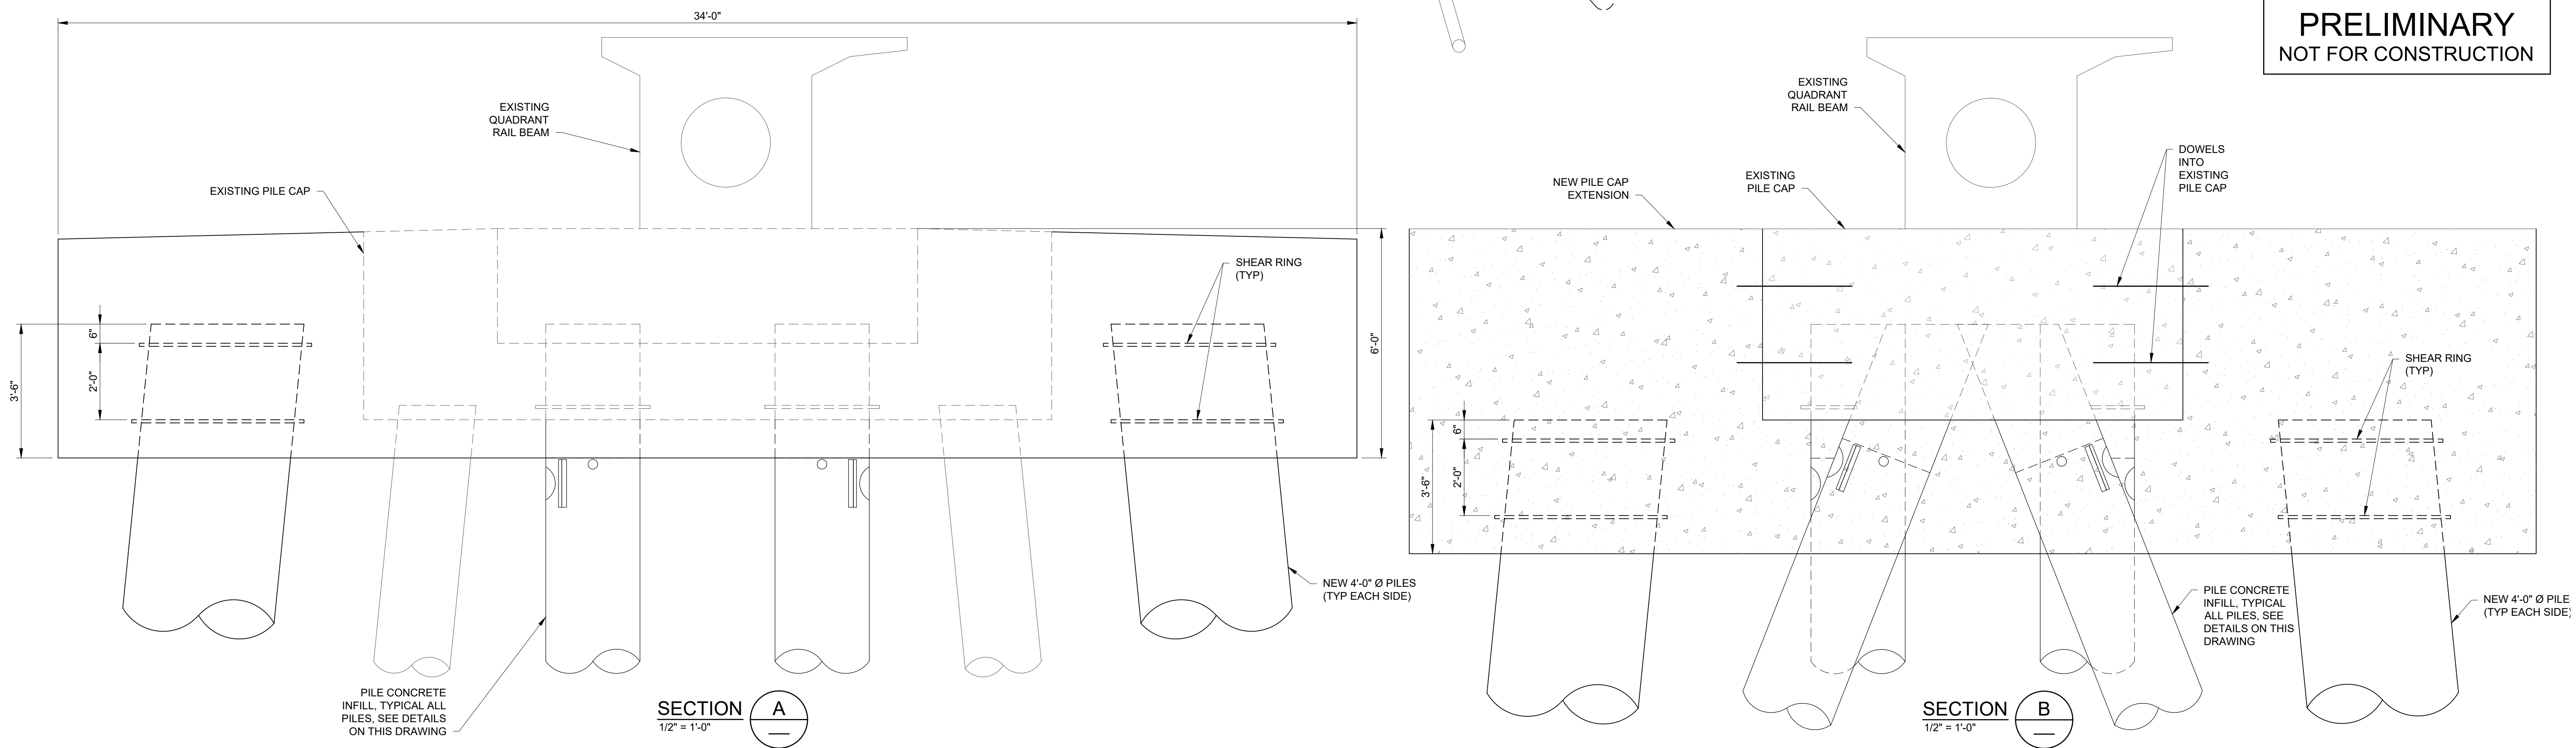 34'-0"
EXISTING
QUADRANT
RAIL BEAM
EXISTING PILE CAP
SHEAR RING
(TYP)
6"
2'-0"
3'-6"
6'-0"
NEW 4'-0" Ø PILES
(TYP EACH SIDE)
PILE CONCRETE
INFILL, TYPICAL ALL
PILES, SEE DETAILS
ON THIS DRAWING
SECTION
1/2" = 1'-0"
A
PRELIMINARY
NOT FOR CONSTRUCTION
EXISTING
QUADRANT
RAIL BEAM
DOWELS
INTO
EXISTING
PILE CAP
NEW PILE CAP
EXTENSION
EXISTING
PILE CAP
SHEAR RING
(TYP)
6"
2'-0"
3'-6"
PILE CONCRETE
INFILL, TYPICAL
ALL PILES, SEE
DETAILS ON THIS
DRAWING
NEW 4'-0" Ø PILE
(TYP EACH SIDE)
SECTION
1/2" = 1'-0"
B